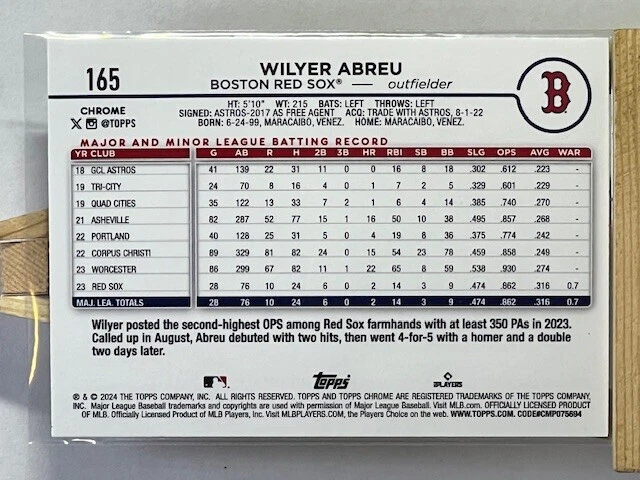 165
WILYER ABREU
BOSTON RED SOX® — outfielder
B
CHROME
X @TOPPS
HT: 5'10" WT: 215 BATS: LEFT THROWS: LEFT
SIGNED: ASTROS-2017 AS FREE AGENT ACQ: TRADE WITH ASTROS, 8-1-22
BORN: 6-24-99, MARACAIBO, VENEZ. HOME: MARACAIBO, VENEZ.
MAJOR AND MINOR LEAGUE BATTING RECORD
YR CLUB G AB R H 2B 3B HR RBI SB BB SLG OPS AVG WAR
18 GCL ASTROS 41 139 22 31 11 0 0 16 8 18 .302 .612 .223 -
19 TRI-CITY 24 70 8 16 4 0 1 7 2 5 .329 .601 .229 -
19 QUAD CITIES 35 122 13 33 7 2 1 6 4 14 .385 .740 .270 -
21 ASHEVILLE 82 287 52 77 15 1 16 50 10 38 .495 .857 .268 -
22 PORTLAND 40 128 25 31 5 0 4 19 8 36 .375 .774 .242 -
22 CORPUS CHRISTI 89 329 81 82 24 0 15 54 23 78 .459 .858 .249 -
23 WORCESTER 86 299 67 82 11 1 22 65 8 59 .538 .930 .274 -
23 RED SOX 28 76 10 24 6 0 2 14 3 9 .474 .862 .316 0.7
MAJ. LEA. TOTALS 28 76 10 24 6 0 2 14 3 9 .474 .862 .316 0.7
Wilyer posted the second-highest OPS among Red Sox farmhands with at least 350 PAs in 2023.
Called up in August, Abreu debuted with two hits, then went 4-for-5 with a homer and a double
two days later.
Topps
PLAYERS
® & © 2024 THE TOPPS COMPANY, INC. ALL RIGHTS RESERVED. TOPPS AND TOPPS CHROME ARE REGISTERED TRADEMARKS OF THE TOPPS COMPANY,
INC. Major League Baseball trademarks and copyrights are used with permission of Major League Baseball. Visit MLB.com. OFFICIALLY LICENSED PRODUCT
OF MLB. Officially Licensed Product of MLB Players, Inc. Visit MLBPLAYERS.com, the Players Choice on the web. WWW.TOPPS.COM. CODE#CMP075694